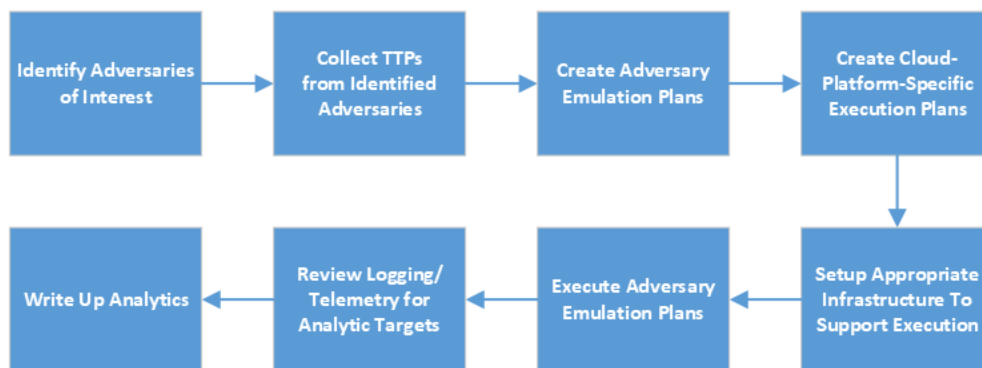 Identify Adversaries
of Interest
Collect TTPs
from Identified
Adversaries
Create Adversary
Emulation Plans
Create Cloud-
Platform-Specific
Execution Plans
Setup Appropriate
Infrastructure To
Support Execution
Execute Adversary
Emulation Plans
Review Logging/
Telemetry for
Analytic Targets
Write Up Analytics